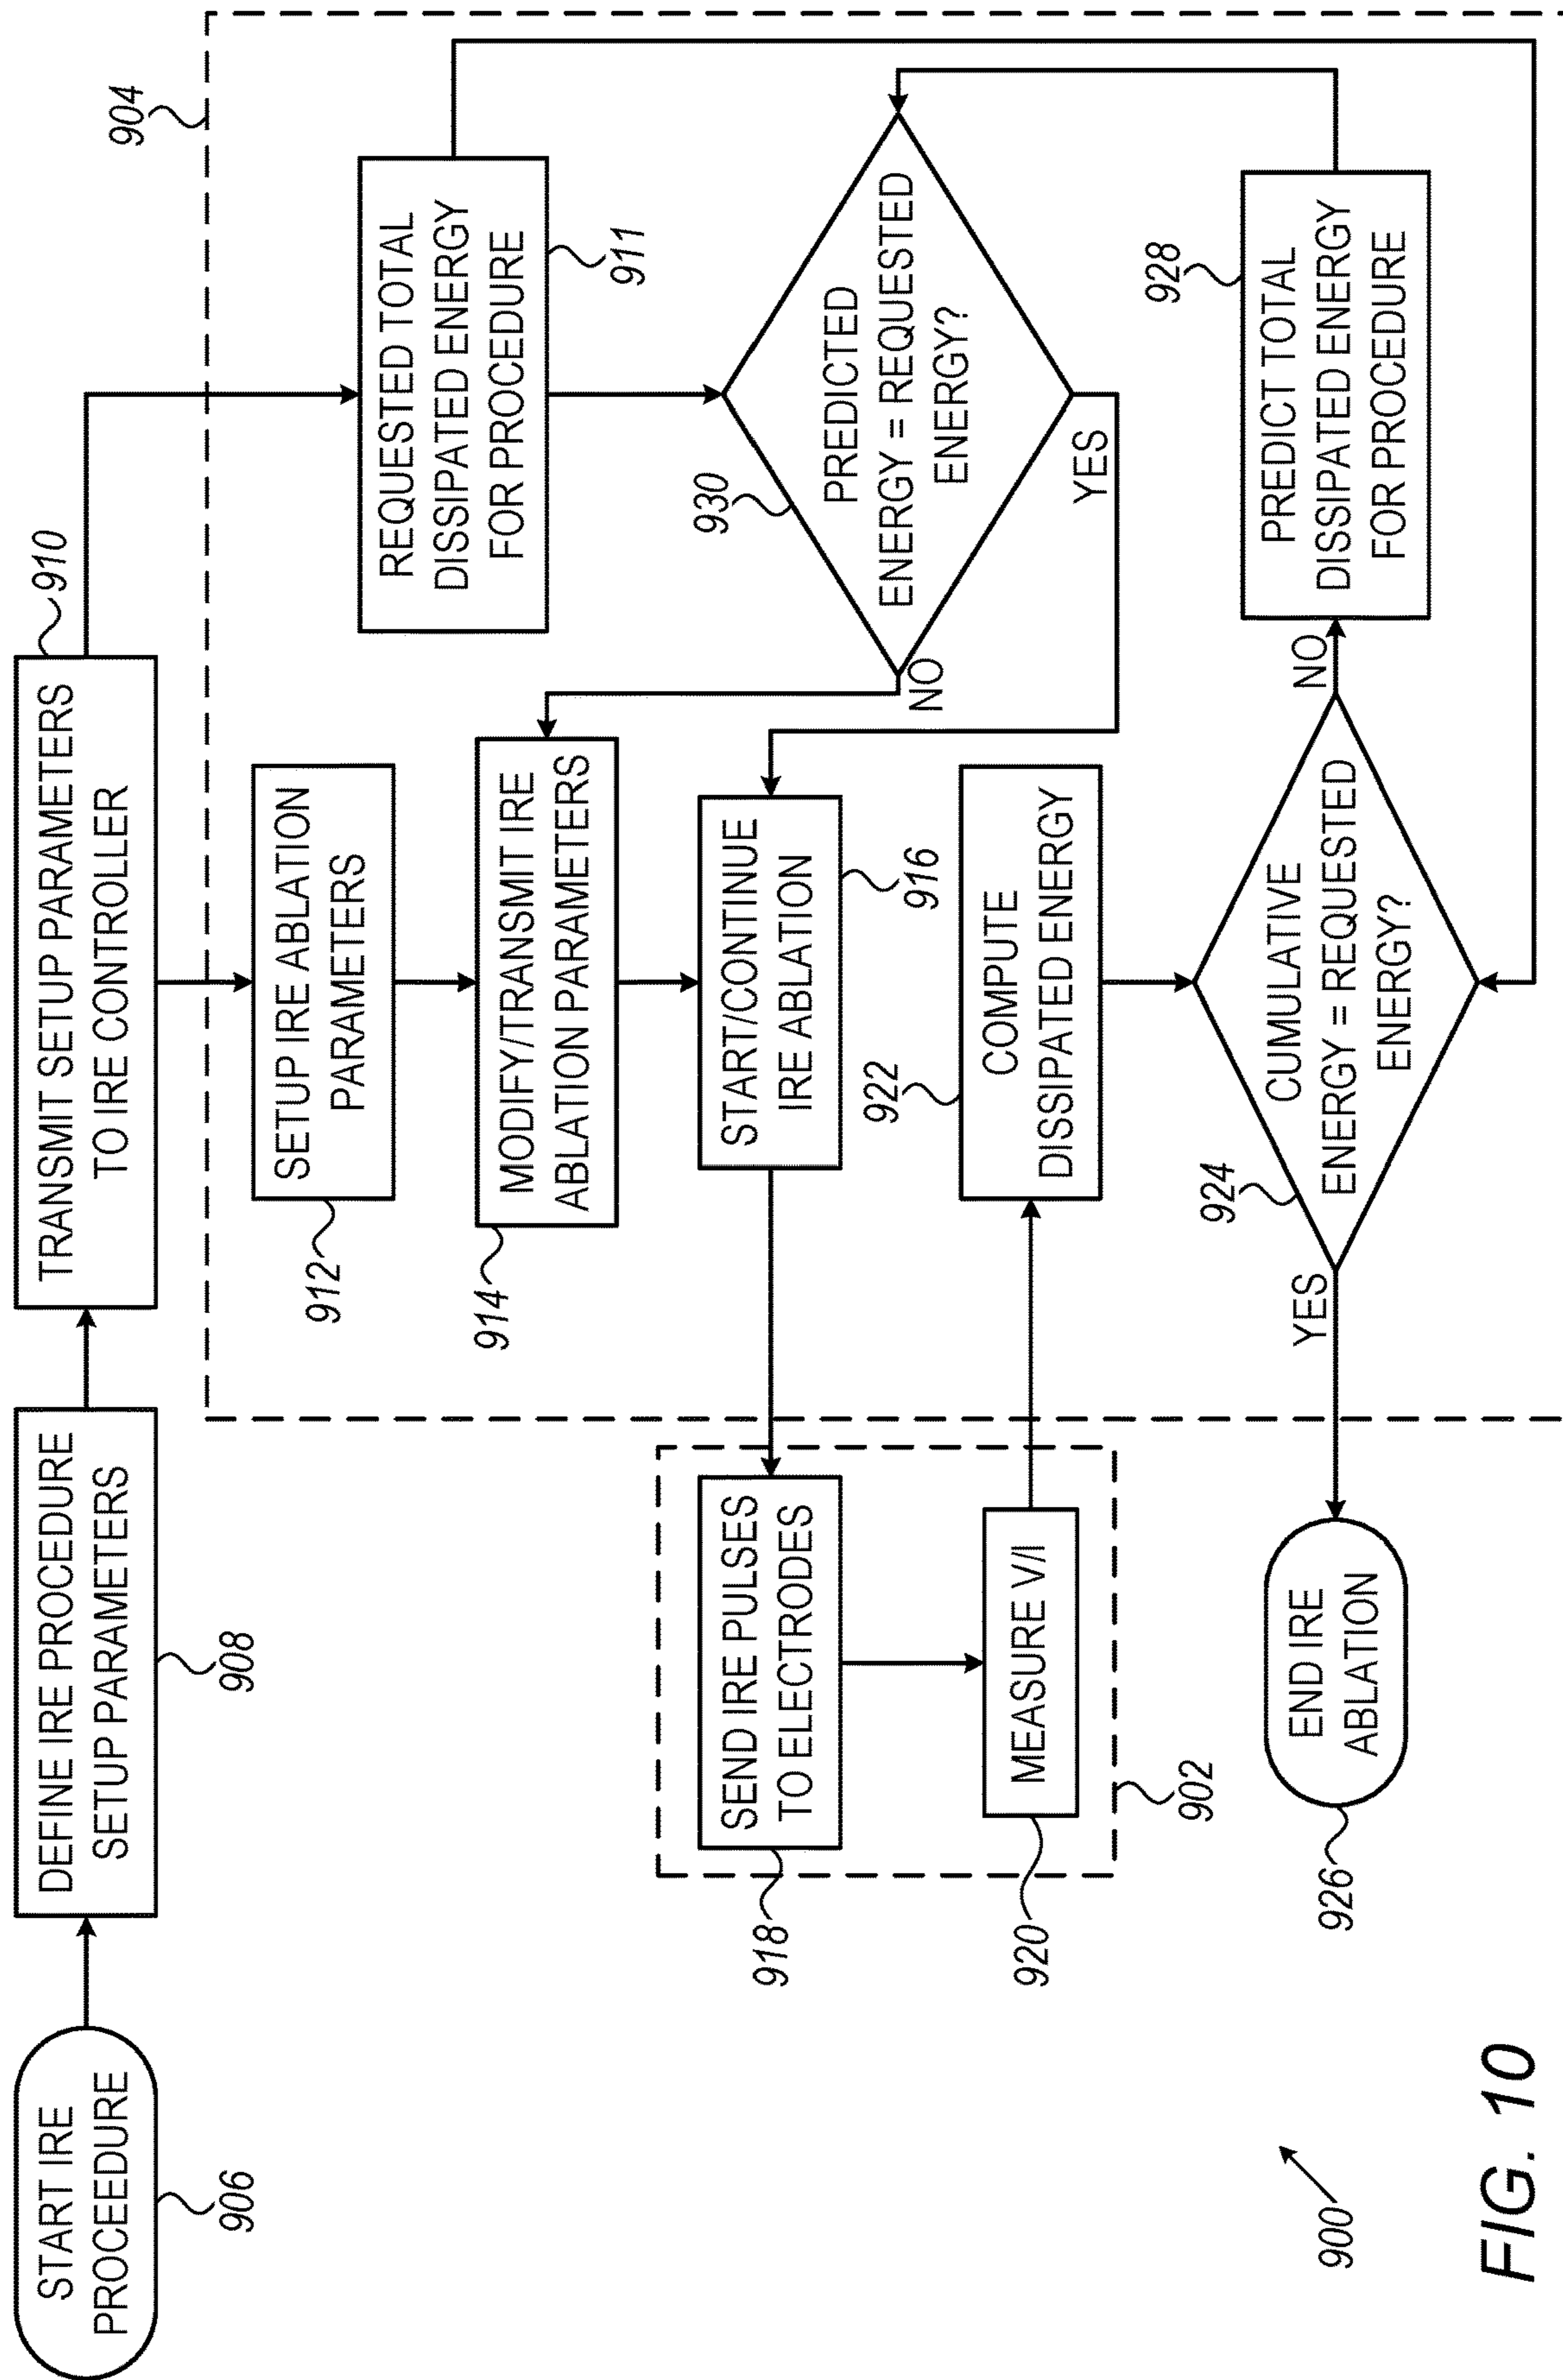 START IRE
PROCEEDURE
906
DEFINE IRE PROCEDURE
SETUP PARAMETERS
908
TRANSMIT SETUP PARAMETERS
TO IRE CONTROLLER
910
904
SETUP IRE ABLATION
PARAMETERS
912
REQUESTED TOTAL
DISSIPATED ENERGY
FOR PROCEDURE
911
MODIFY/TRANSMIT IRE
ABLATION PARAMETERS
914
START/CONTINUE
IRE ABLATION
916
PREDICTED
ENERGY = REQUESTED
ENERGY?
930
NO
YES
SEND IRE PULSES
TO ELECTRODES
918
MEASURE V/I
920
902
COMPUTE
DISSIPATED ENERGY
922
CUMULATIVE
ENERGY = REQUESTED
ENERGY?
924
YES
NO
PREDICT TOTAL
DISSIPATED ENERGY
FOR PROCEDURE
928
END IRE
ABLATION
926
900
FIG. 10